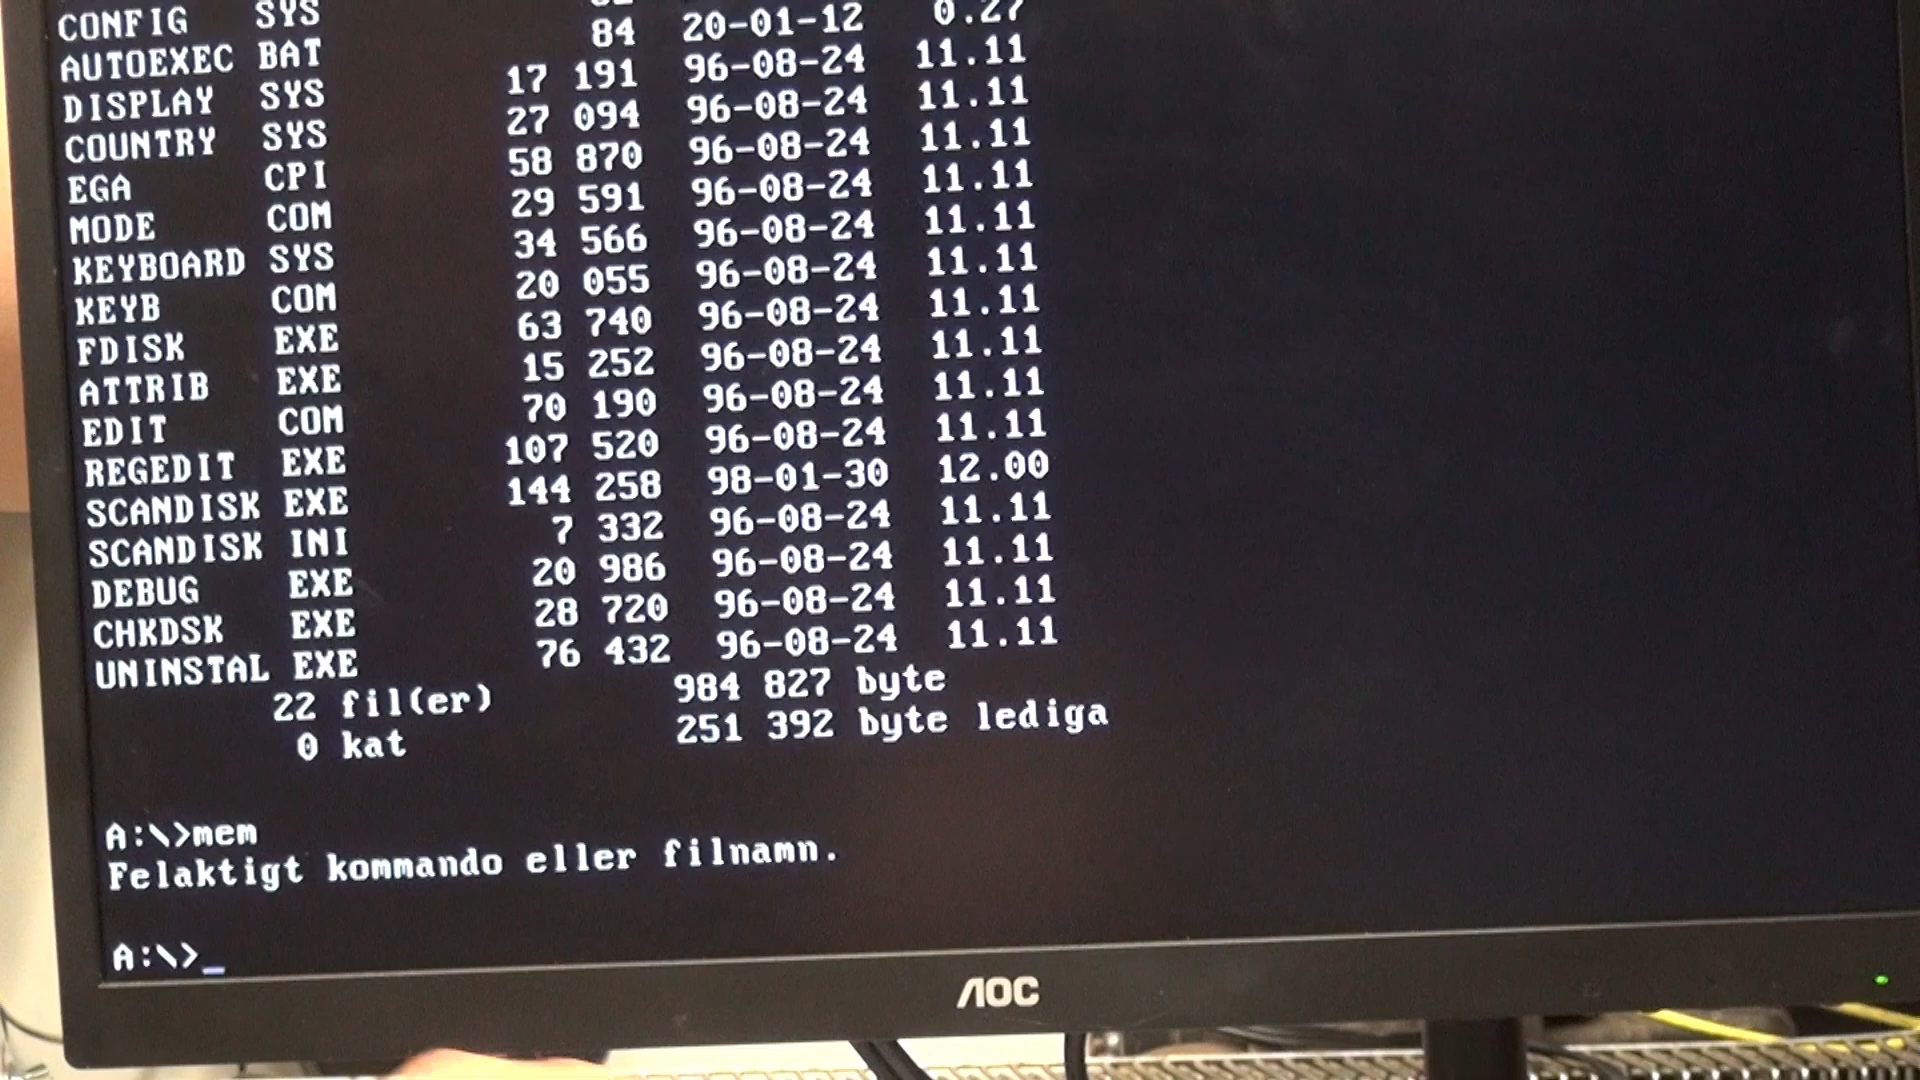 CONFIG SYS
AUTOEXEC BAT 84 20-01-12 0.27
DISPLAY SYS 17 191 96-08-24 11.11
COUNTRY SYS 27 094 96-08-24 11.11
EGA CPI 58 870 96-08-24 11.11
MODE COM 29 591 96-08-24 11.11
KEYBOARD SYS 34 566 96-08-24 11.11
KEYB COM 20 055 96-08-24 11.11
FDISK EXE 63 740 96-08-24 11.11
ATTRIB EXE 15 252 96-08-24 11.11
EDIT COM 70 190 96-08-24 11.11
REGEDIT EXE 107 520 96-08-24 11.11
SCANDISK EXE 144 258 98-01-30 12.00
SCANDISK INI 7 332 96-08-24 11.11
DEBUG EXE 20 986 96-08-24 11.11
CHKDSK EXE 28 720 96-08-24 11.11
UNINSTAL EXE 76 432 96-08-24 11.11
22 fil(er) 984 827 byte
0 kat 251 392 byte lediga
A:\>mem
Felaktigt kommando eller filnamn.
A:\>_
AOC